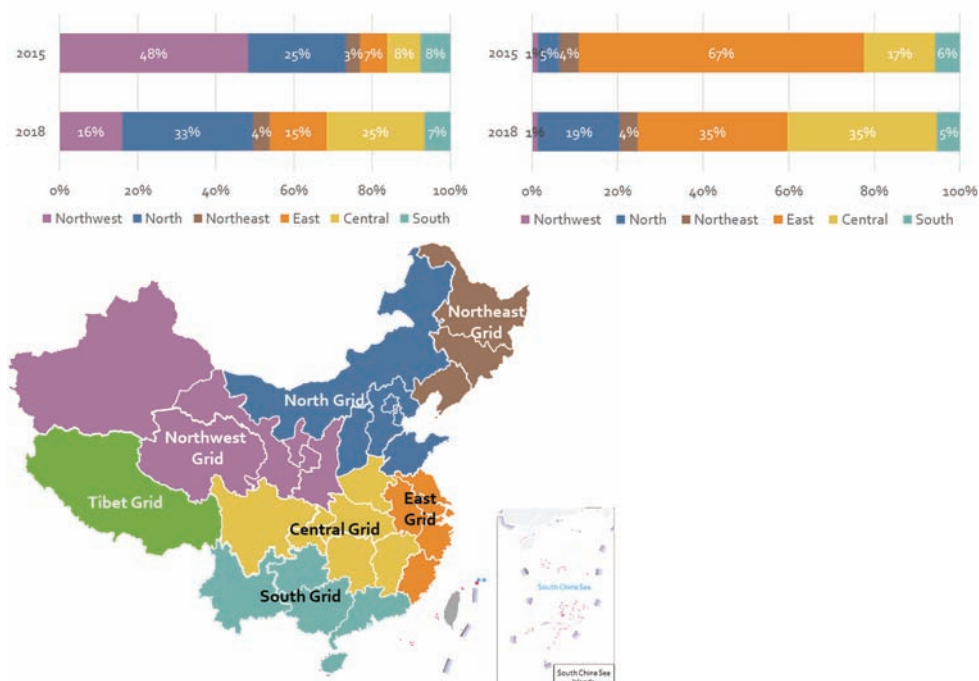 2015 48% 25% 3% 7% 8% 8%
2018 16% 33% 4% 15% 25% 7%
0% 20% 40% 60% 80% 100%
Northwest North Northeast East Central South
2015 1% 5% 4% 67% 17% 6%
2018 1% 19% 4% 35% 35% 5%
0% 20% 40% 60% 80% 100%
Northwest North Northeast East Central South
Northeast
Grid
North Grid
Northwest
Grid
Tibet Grid
East
Grid
Central Grid
South Grid
South China Sea
South China Sea